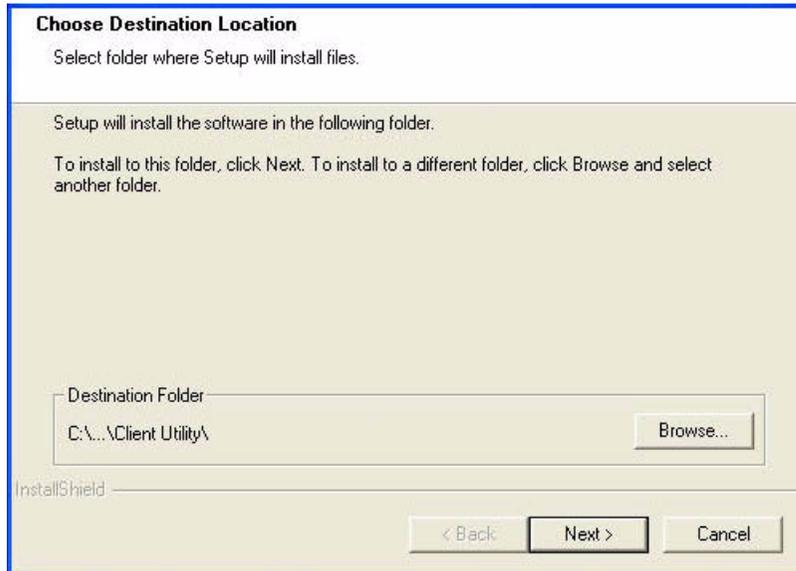 Choose Destination Location
Select folder where Setup will install files.
Setup will install the software in the following folder.
To install to this folder, click Next. To install to a different folder, click Browse and select
another folder.
Destination Folder
C:\...\Client Utility\
Browse...
InstallShield
< Back
Next >
Cancel